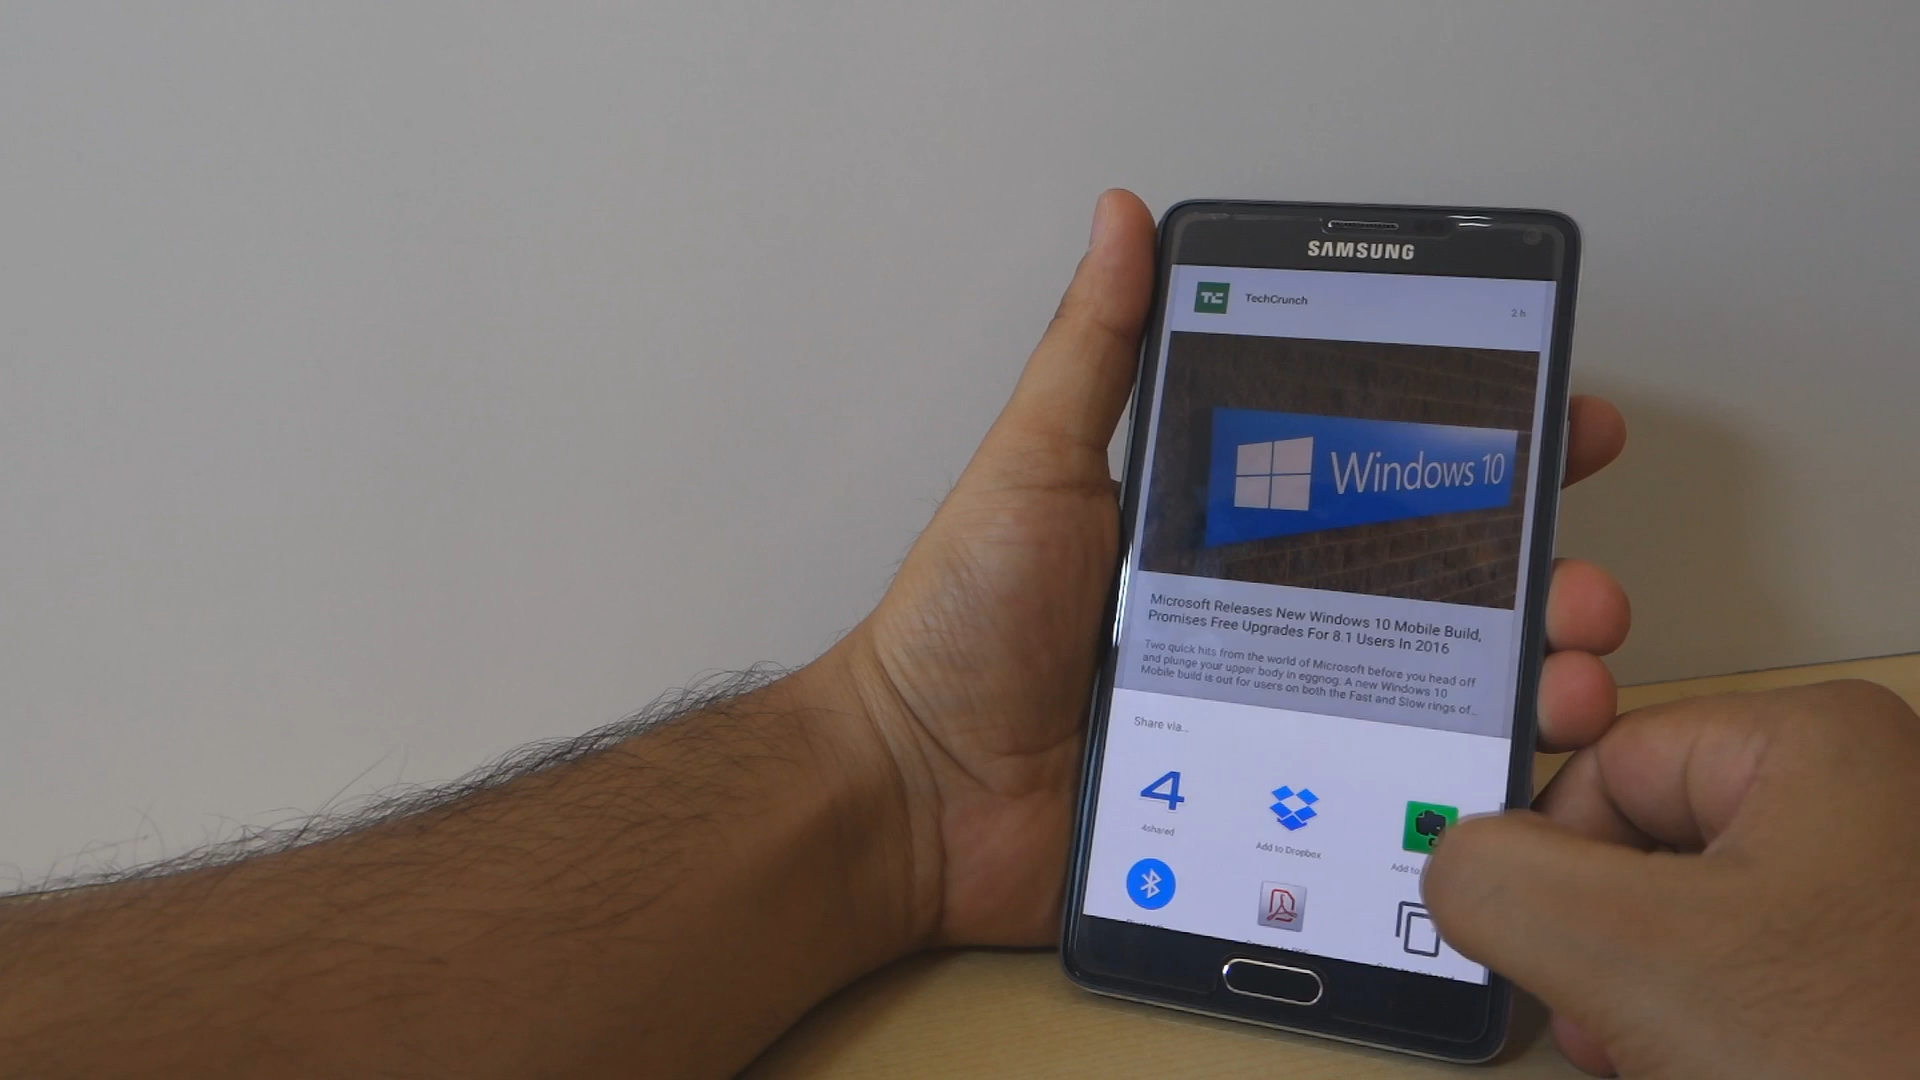 SAMSUNG
TC
TechCrunch
2 h
Windows 10
Microsoft Releases New Windows 10 Mobile Build,
Promises Free Upgrades For 8.1 Users In 2016
Two quick hits from the world of Microsoft before you head off
and plunge your upper body in eggnog. A new Windows 10
Mobile build is out for users on both the Fast and Slow rings of...
Share via...
4shared
Add to Dropbox
Add to